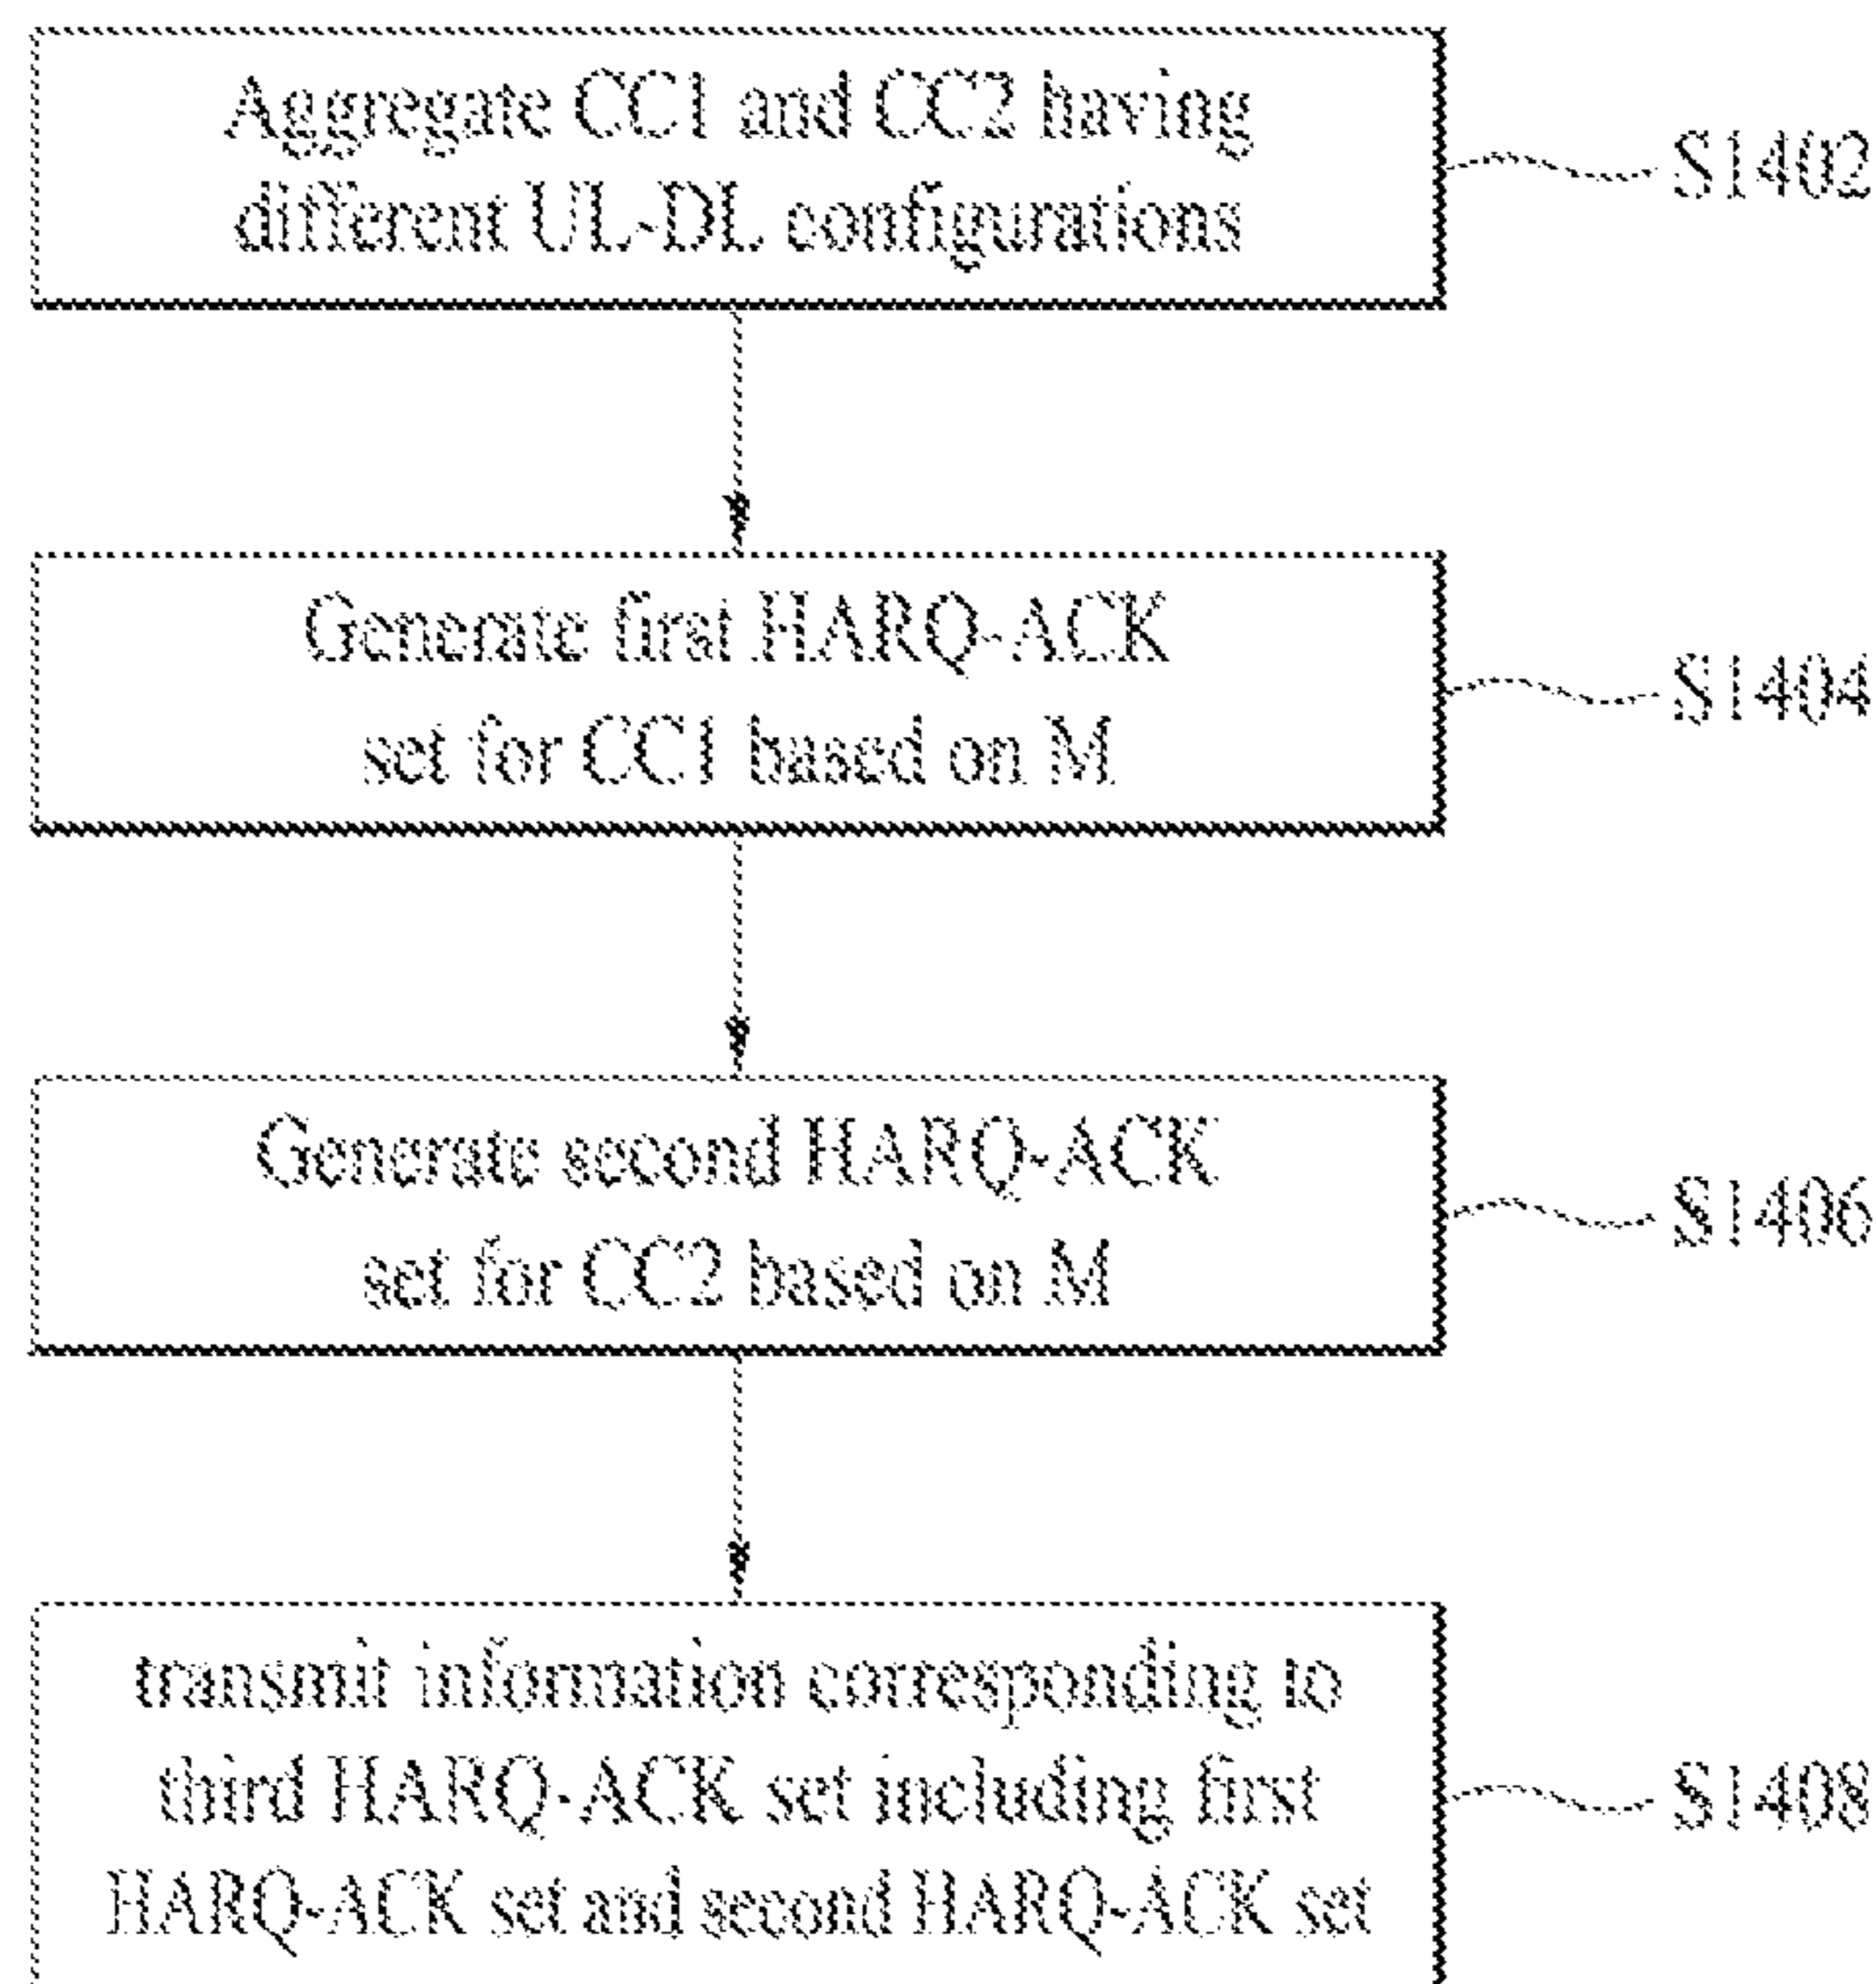 Aggregate CC1 and CC2 having
different UL-DL configurations
S1402
Generate first HARQ-ACK
set for CC1 based on M
S1404
Generate second HARQ-ACK
set for CC2 based on M
S1406
transmit information corresponding to
third HARQ-ACK set including first
HARQ-ACK set and second HARQ-ACK set
S1408